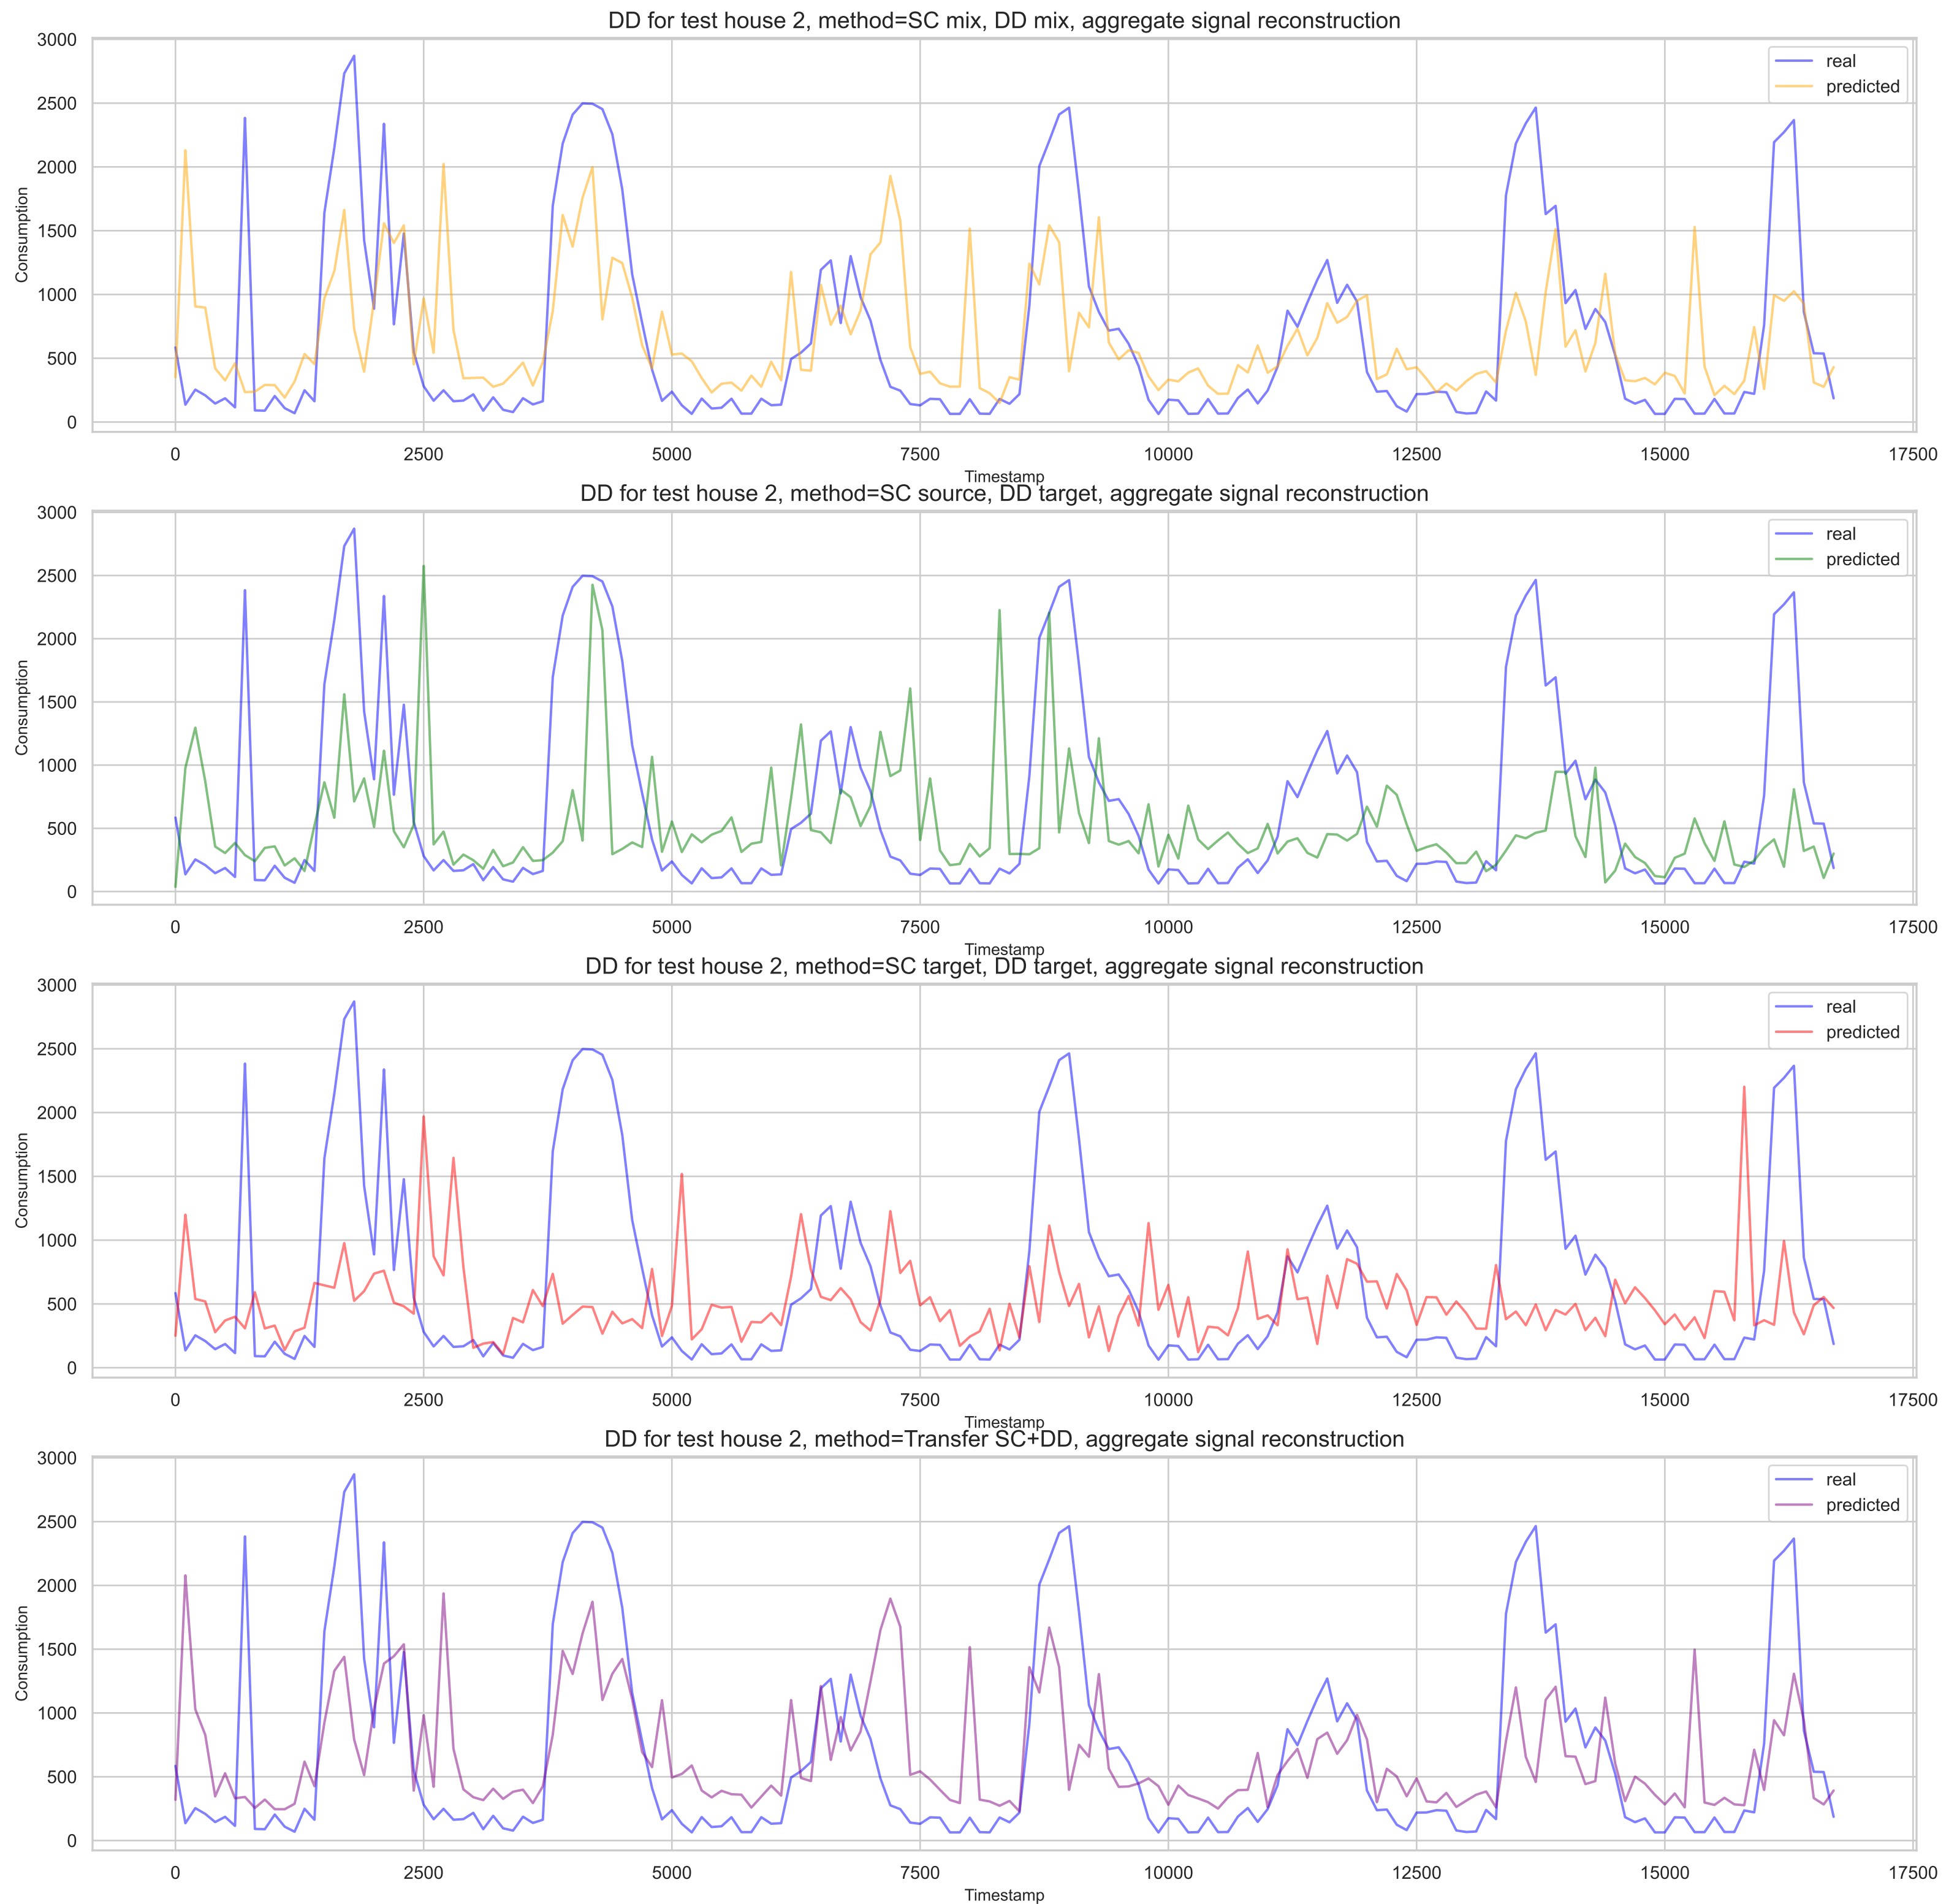 DD for test house 2, method=SC mix, DD mix, aggregate signal reconstruction
3000
2500
2000
1500
1000
500
0
Consumption
real
predicted
0 2500 5000 7500 10000 12500 15000 17500
Timestamp
DD for test house 2, method=SC source, DD target, aggregate signal reconstruction
3000
2500
2000
1500
1000
500
0
Consumption
real
predicted
0 2500 5000 7500 10000 12500 15000 17500
Timestamp
DD for test house 2, method=SC target, DD target, aggregate signal reconstruction
3000
2500
2000
1500
1000
500
0
Consumption
real
predicted
0 2500 5000 7500 10000 12500 15000 17500
Timestamp
DD for test house 2, method=Transfer SC+DD, aggregate signal reconstruction
3000
2500
2000
1500
1000
500
0
Consumption
real
predicted
0 2500 5000 7500 10000 12500 15000 17500
Timestamp